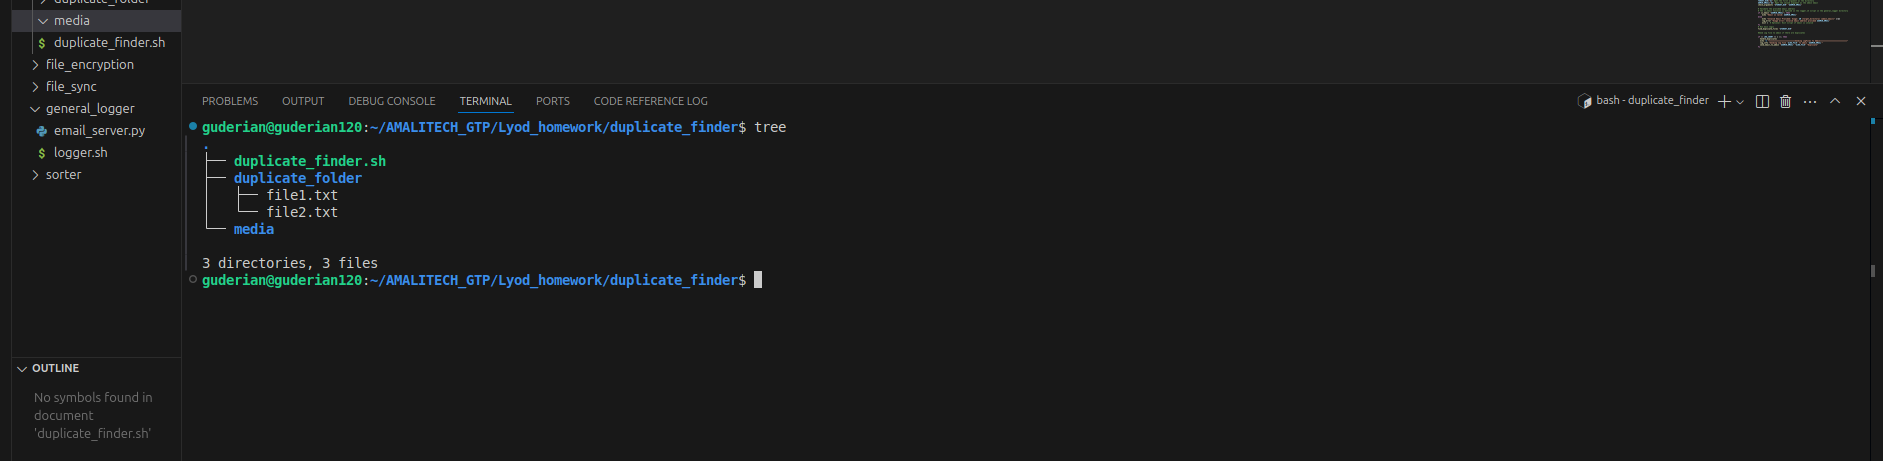 duplicate_folder
media
$ duplicate_finder.sh
file_encryption
file_sync
general_logger
email_server.py
$ logger.sh
sorter
OUTLINE
No symbols found in
document
'duplicate_finder.sh'
PROBLEMS OUTPUT DEBUG CONSOLE TERMINAL PORTS CODE REFERENCE LOG
bash - duplicate_finder
guderian@guderian120:~/AMALITECH_GTP/Lyod_homework/duplicate_finder$ tree
.
├── duplicate_finder.sh
├── duplicate_folder
│   ├── file1.txt
│   └── file2.txt
└── media
3 directories, 3 files
guderian@guderian120:~/AMALITECH_GTP/Lyod_homework/duplicate_finder$